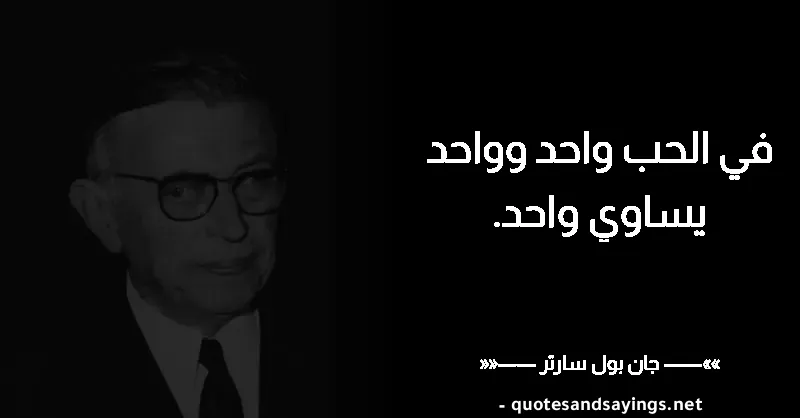 في الحب واحد وواحد
يساوي واحد.
»»—— جان بول سارتر ——««
- quotesandsayings.net